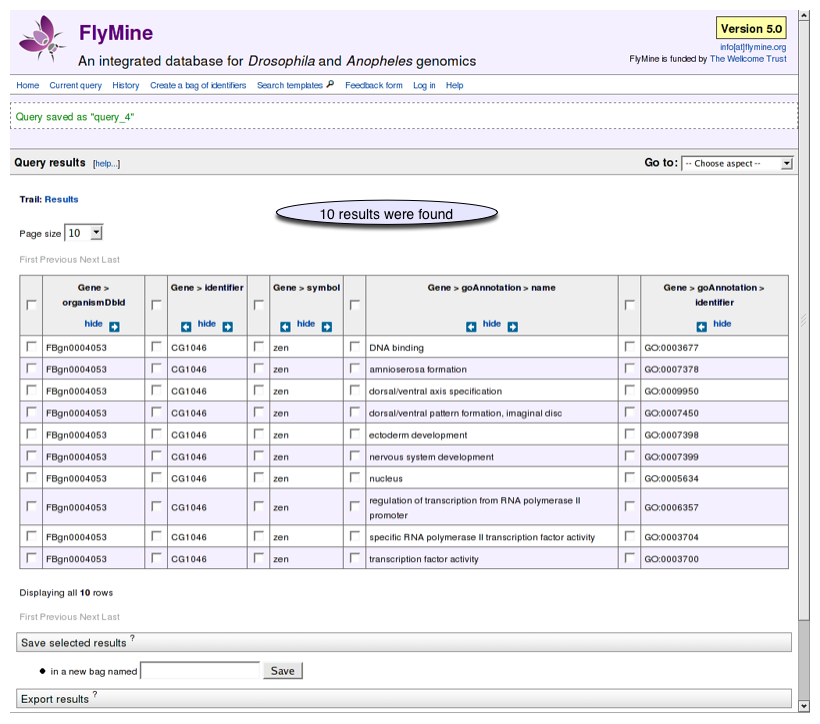 FlyMine
Version 5.0
An integrated database for Drosophila and Anopheles genomics
info[at]flymine.org
FlyMine is funded by The Wellcome Trust
Home Current query History Create a bag of identifiers Search templates Feedback form Log in Help
Query saved as "query_4"
Query results [help...] Go to: -- Choose aspect --
Trail: Results
10 results were found
Page size 10
First Previous Next Last
Gene > organismDbId Gene > identifier Gene > symbol Gene > goAnnotation > name Gene > goAnnotation > identifier
hide hide hide hide hide
FBgn0004053 CG1046 zen DNA binding GO:0003677
FBgn0004053 CG1046 zen amnioserosa formation GO:0007378
FBgn0004053 CG1046 zen dorsal/ventral axis specification GO:0009950
FBgn0004053 CG1046 zen dorsal/ventral pattern formation, imaginal disc GO:0007450
FBgn0004053 CG1046 zen ectoderm development GO:0007398
FBgn0004053 CG1046 zen nervous system development GO:0007399
FBgn0004053 CG1046 zen nucleus GO:0005634
FBgn0004053 CG1046 zen regulation of transcription from RNA polymerase II promoter GO:0006357
FBgn0004053 CG1046 zen specific RNA polymerase II transcription factor activity GO:0003704
FBgn0004053 CG1046 zen transcription factor activity GO:0003700
Displaying all 10 rows
First Previous Next Last
Save selected results ?
in a new bag named Save
Export results ?